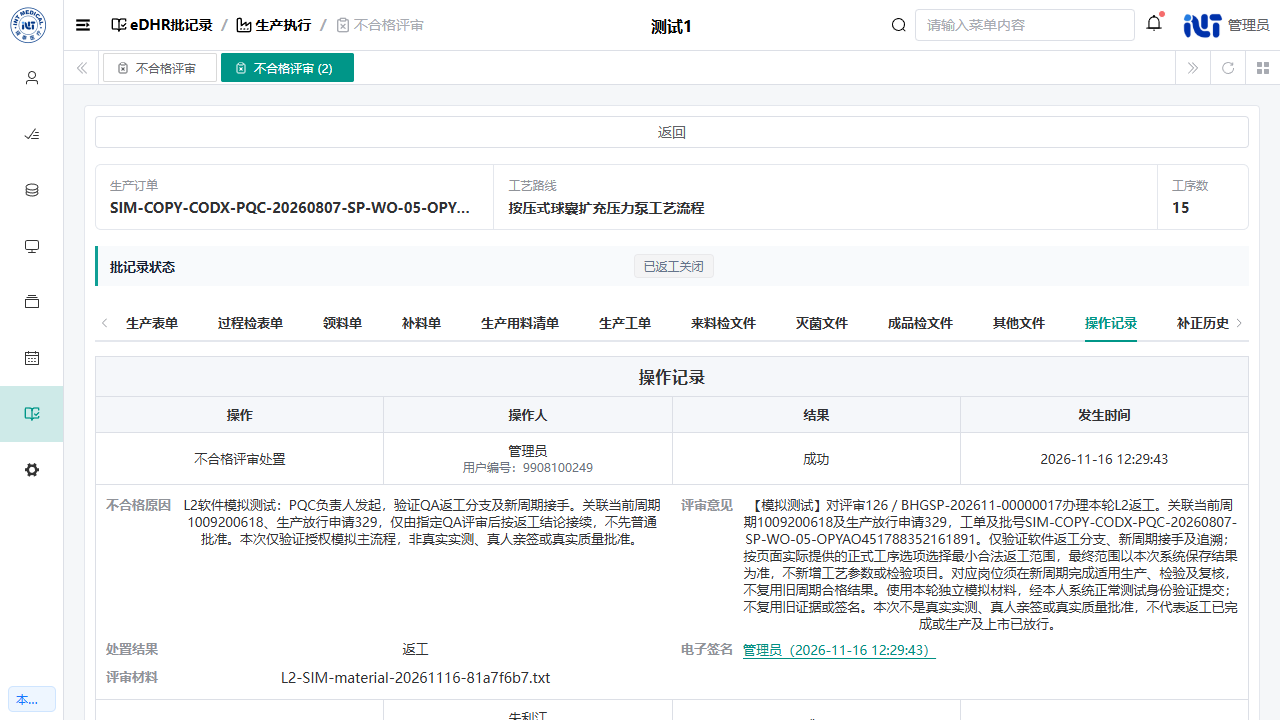 eDHR批记录 / 生产执行 / 不合格评审
测试1
请输入菜单内容
iNT 管理员
不合格评审
不合格评审 (2)
返回
生产订单
SIM-COPY-CODX-PQC-20260807-SP-WO-05-OPY...
工艺路线
按压式球囊扩充压力泵工艺流程
工序数
15
批记录状态
已返工关闭
生产表单 过程检表单 领料单 补料单 生产用料清单 生产工单 来料检文件 灭菌文件 成品检文件 其他文件 操作记录 补正历史
操作记录
操作 操作人 结果 发生时间
不合格评审处置
管理员
用户编号：9908100249
成功
2026-11-16 12:29:43
不合格原因
L2软件模拟测试：PQC负责人发起，验证QA返工分支及新周期接手。关联当前周期
1009200618、生产放行申请329，仅由指定QA评审后按返工结论接续，不先普通
批准。本次仅验证授权模拟主流程，非真实实测、真人亲签或真实质量批准。
评审意见
【模拟测试】对评审126 / BHGSP-202611-00000017办理本轮L2返工。关联当前周
期1009200618及生产放行申请329，工单及批号SIM-COPY-CODX-PQC-20260807-
SP-WO-05-OPYAO451788352161891。仅验证软件返工分支、新周期接手及追溯；
按页面实际提供的正式工序选项选择最小合法返工范围，最终范围以本次系统保存结果
为准，不新增工艺参数或检验项目。对应岗位须在新周期完成适用生产、检验及复核，
不复用旧周期合格结果。使用本轮独立模拟材料，经本人系统正常测试身份验证提交；
不复用旧证据或签名。本次不是真实实测、真人亲签或真实质量批准，不代表返工已完
成或生产及上市已放行。
处置结果
返工
电子签名
管理员（2026-11-16 12:29:43）
评审材料
L2-SIM-material-20261116-81a7f6b7.txt
本...